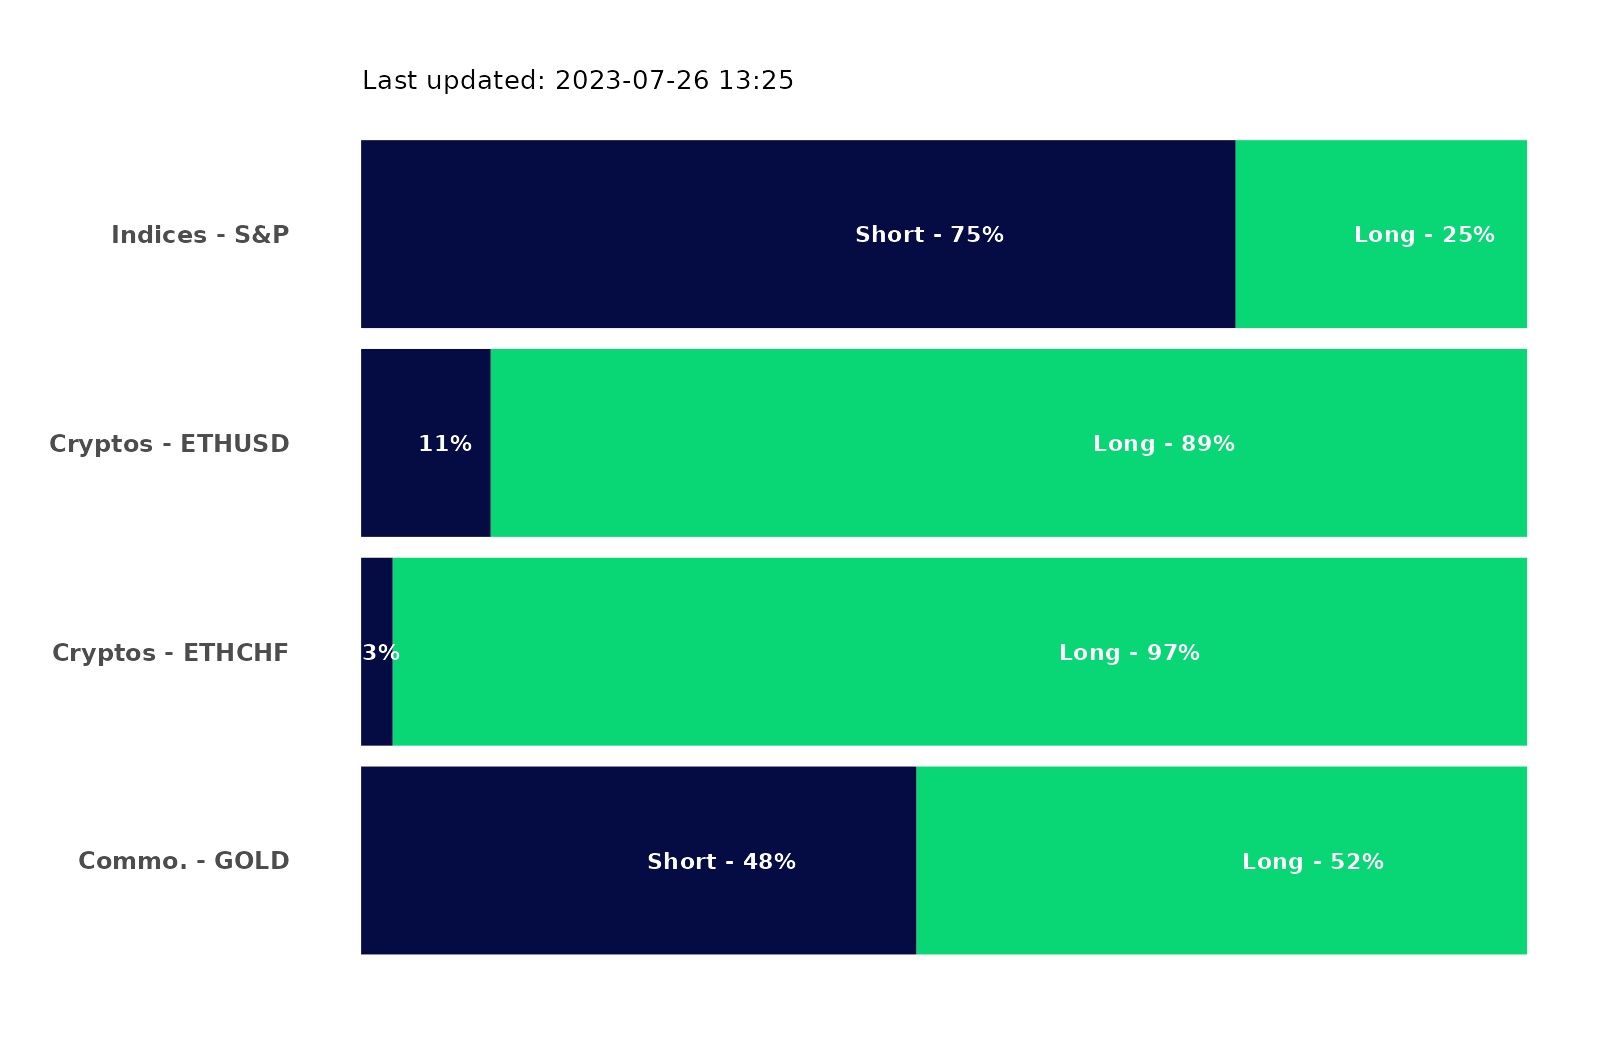 Last updated: 2023-07-26 13:25
Indices - S&P
Short - 75%
Long - 25%
Cryptos - ETHUSD
11%
Long - 89%
Cryptos - ETHCHF
3%
Long - 97%
Commo. - GOLD
Short - 48%
Long - 52%